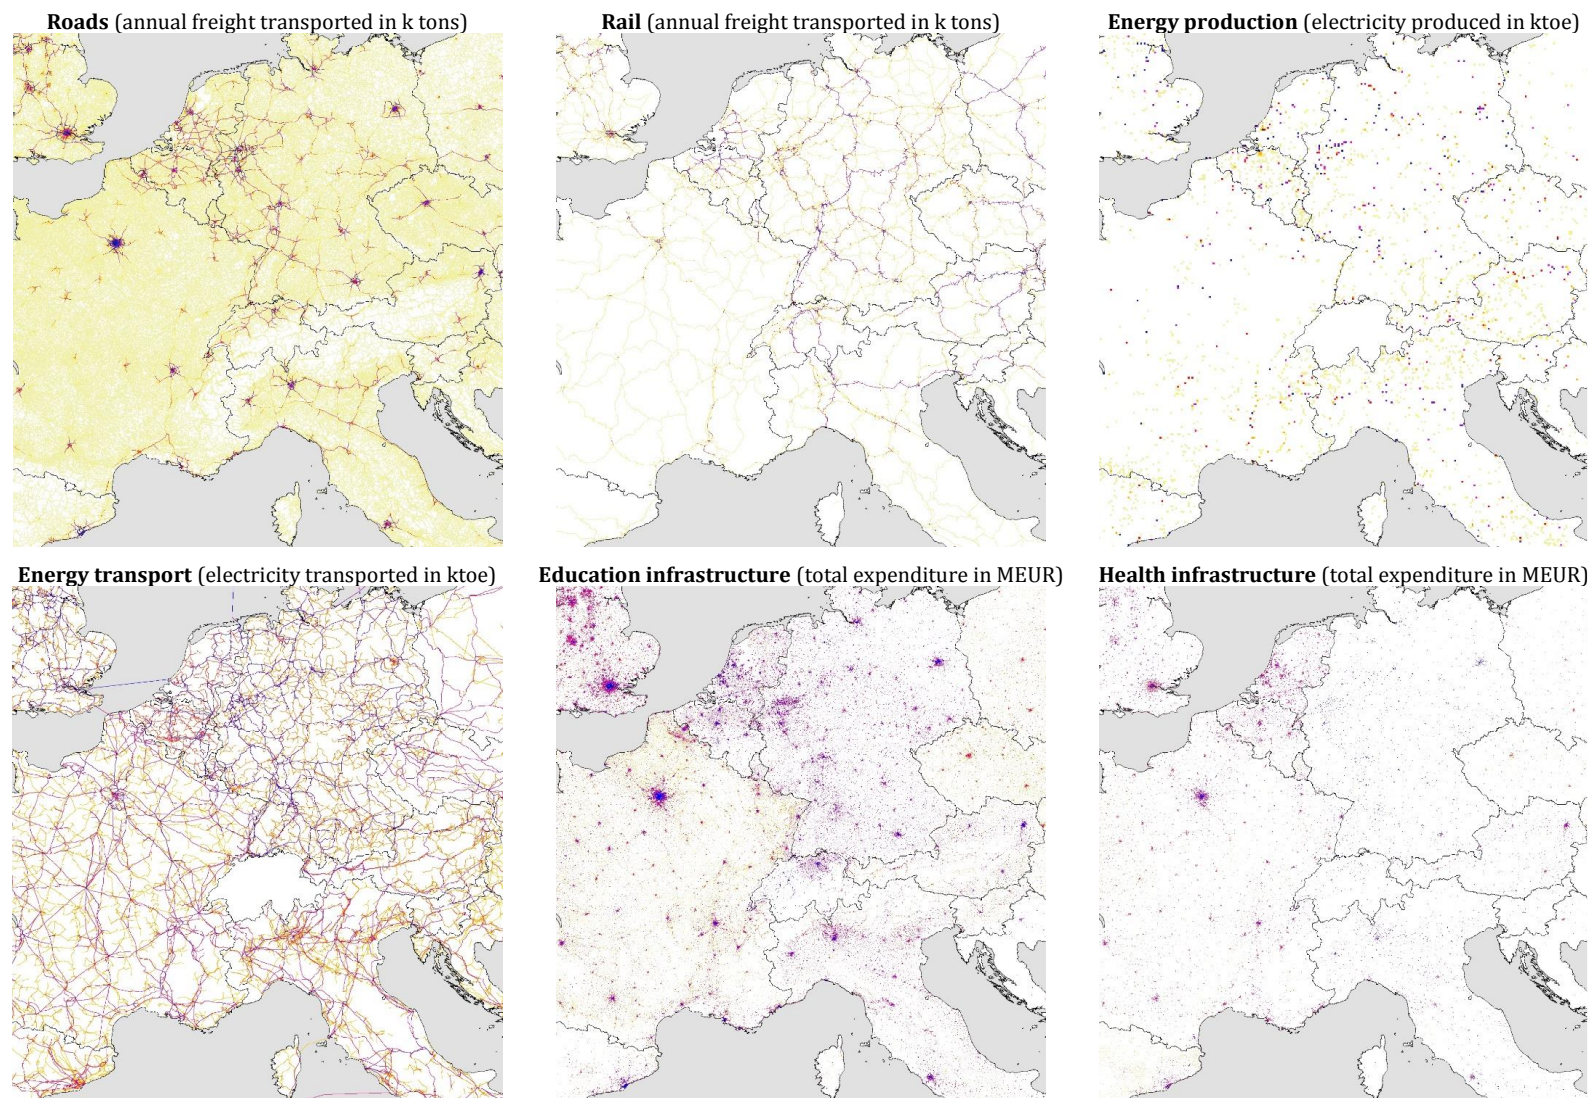 Roads (annual freight transported in k tons)
Rail (annual freight transported in k tons)
Energy production (electricity produced in ktoe)
Energy transport (electricity transported in ktoe)
Education infrastructure (total expenditure in MEUR)
Health infrastructure (total expenditure in MEUR)